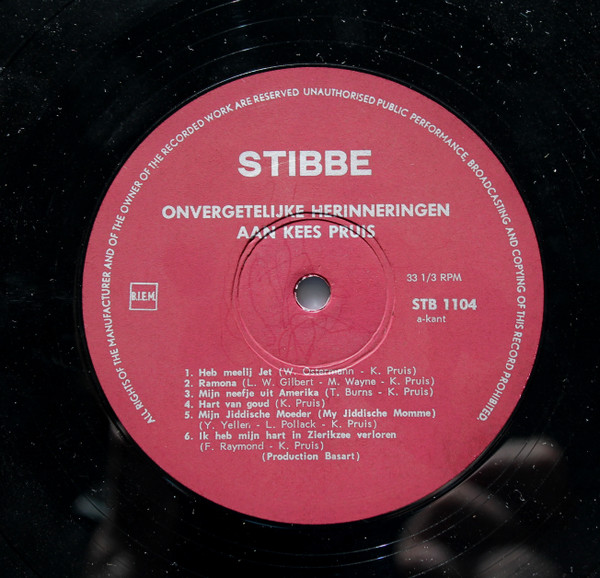 ALL RIGHTS OF THE MANUFACTURER AND OF THE OWNER OF THE RECORDED WORK ARE RESERVED UNAUTHORISED PUBLIC PERFORMANCE, BROADCASTING AND COPYING OF THIS RECORD PROHIBITED.
STIBBE
ONVERGETELIJKE HERINNERINGEN
AAN KEES PRUIS
33 1/3 RPM
B.I.E.M.
STB 1104
a-kant
1. Heb meelij Jet (W. Ostermann - K. Pruis)
2. Ramona (L. W. Gilbert - M. Wayne - K. Pruis)
3. Mijn neefje uit Amerika (T. Burns - K. Pruis)
4. Hart van goud (K. Pruis)
5. Mijn Jiddische Moeder (My Jiddische Momme)
(Y. Yellen - L. Pollack - K. Pruis)
6. Ik heb mijn hart in Zierikzee verloren
(F. Raymond - K. Pruis)
(Production Basart)